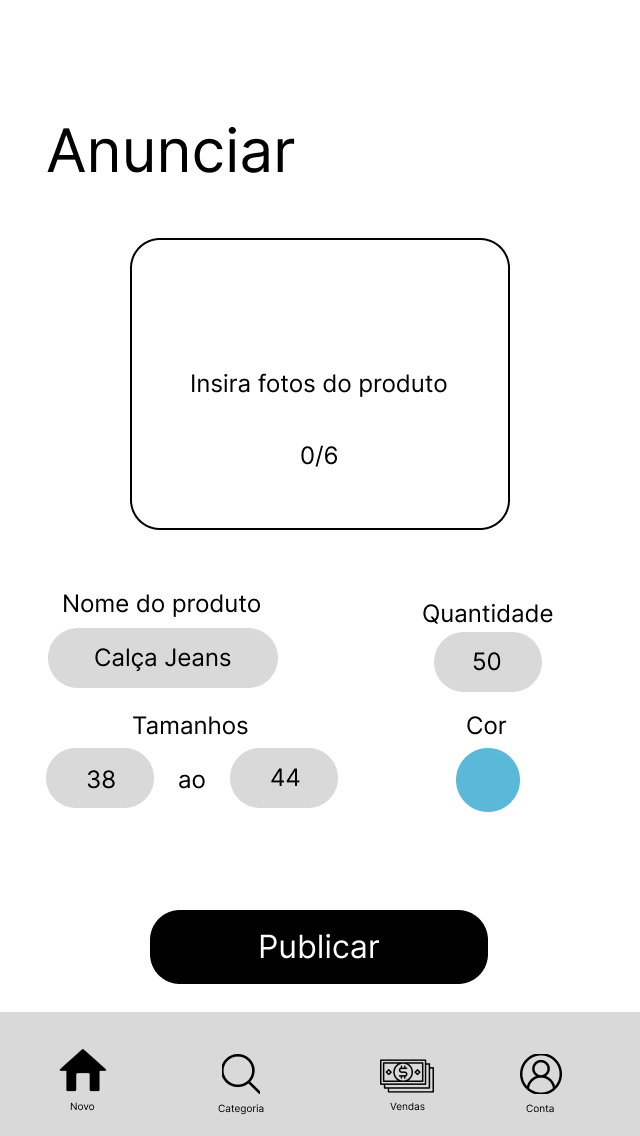 Anunciar
Insira fotos do produto
0/6
Nome do produto
Quantidade
Calça Jeans
50
Tamanhos
Cor
38 ao 44
Publicar
Novo
Categoria
Vendas
Conta